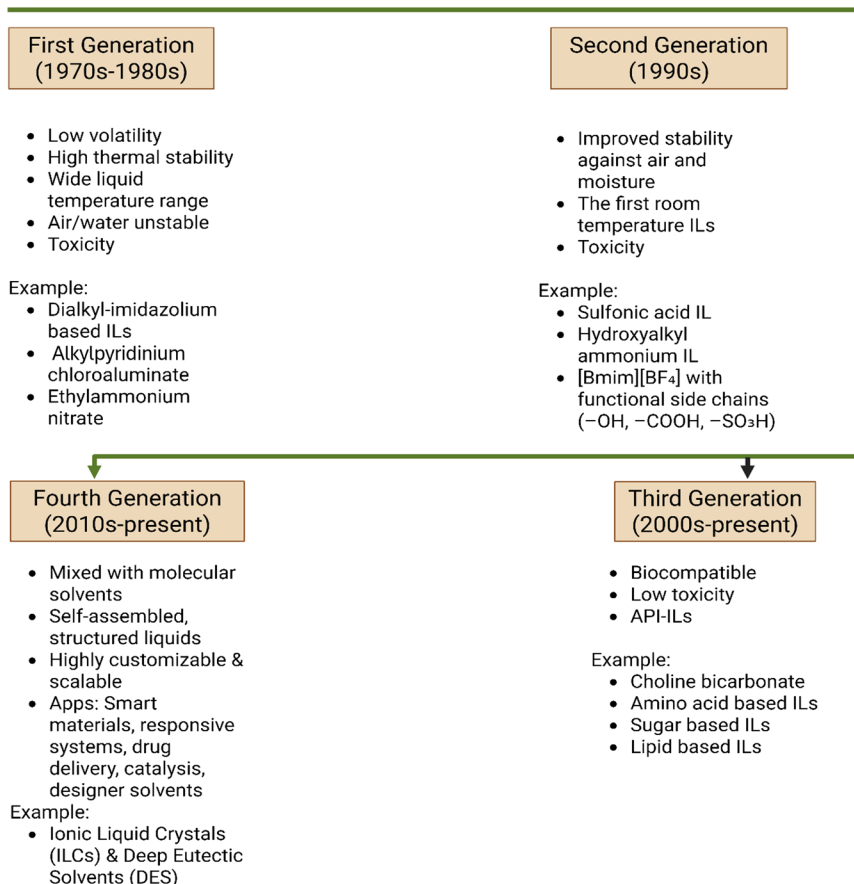 First Generation
(1970s-1980s)
• Low volatility
• High thermal stability
• Wide liquid
temperature range
• Air/water unstable
• Toxicity
Example:
• Dialkyl-imidazolium
based ILs
• Alkylpyridinium
chloroaluminate
• Ethylammonium
nitrate
Second Generation
(1990s)
• Improved stability
against air and
moisture
• The first room
temperature ILs
• Toxicity
Example:
• Sulfonic acid IL
• Hydroxyalkyl
ammonium IL
• [Bmim][BF₄] with
functional side chains
(−OH, −COOH, −SO₃H)
Fourth Generation
(2010s-present)
• Mixed with molecular
solvents
• Self-assembled,
structured liquids
• Highly customizable &
scalable
• Apps: Smart
materials, responsive
systems, drug
delivery, catalysis,
designer solvents
Example:
• Ionic Liquid Crystals
(ILCs) & Deep Eutectic
Solvents (DES)
Third Generation
(2000s-present)
• Biocompatible
• Low toxicity
• API-ILs
Example:
• Choline bicarbonate
• Amino acid based ILs
• Sugar based ILs
• Lipid based ILs